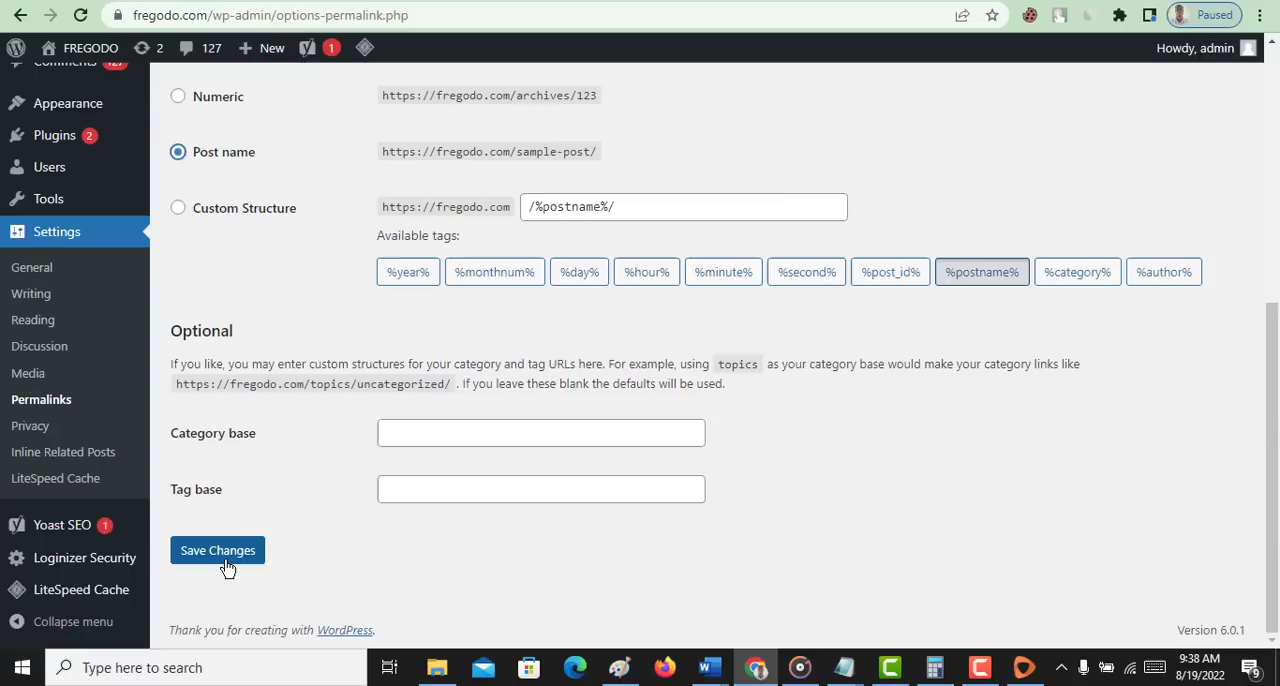 fregodo.com/wp-admin/options-permalink.php
Paused
FREGODO 2 127 New 1
Howdy, admin
Comments 127
Appearance
Plugins 2
Users
Tools
Settings
General
Writing
Reading
Discussion
Media
Permalinks
Privacy
Inline Related Posts
LiteSpeed Cache
Yoast SEO 1
Loginizer Security
LiteSpeed Cache
Collapse menu
Numeric https://fregodo.com/archives/123
Post name https://fregodo.com/sample-post/
Custom Structure https://fregodo.com /%postname%/
Available tags:
%year% %monthnum% %day% %hour% %minute% %second% %post_id% %postname% %category% %author%
Optional
If you like, you may enter custom structures for your category and tag URLs here. For example, using topics as your category base would make your category links like
https://fregodo.com/topics/uncategorized/ . If you leave these blank the defaults will be used.
Category base
Tag base
Save Changes
Thank you for creating with WordPress.
Version 6.0.1
Type here to search
9:38 AM
8/19/2022
9